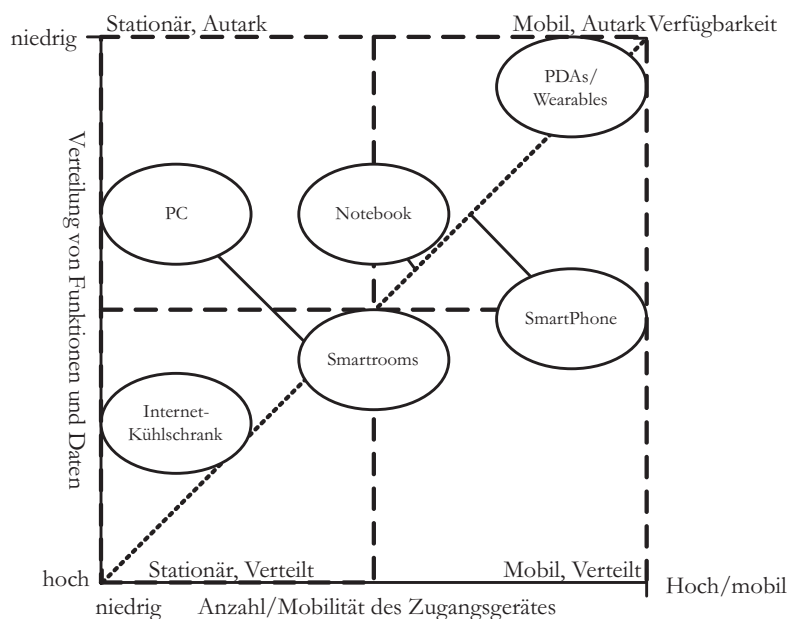 Stationär, Autark
Mobil, Autark
Verfügbarkeit
niedrig
PDAs/
Wearables
Verteilung von Funktionen und Daten
PC
Notebook
SmartPhone
Smartrooms
Internet-
Kühlschrank
hoch
Stationär, Verteilt
Mobil, Verteilt
Hoch/mobil
niedrig
Anzahl/Mobilität des Zugangsgerätes